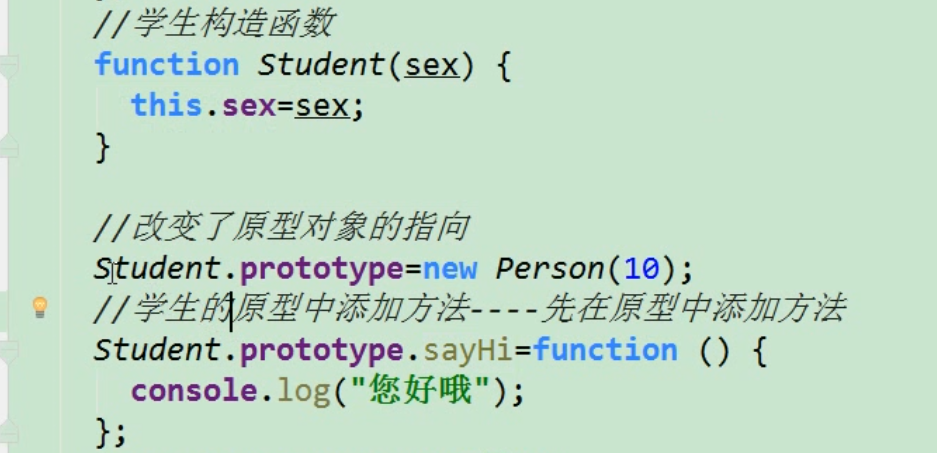 //学生构造函数
function Student(sex) {
this.sex=sex;
}
//改变了原型对象的指向
Student.prototype=new Person(10);
//学生的原型中添加方法----先在原型中添加方法
Student.prototype.sayHi=function () {
console.log("您好哦");
};